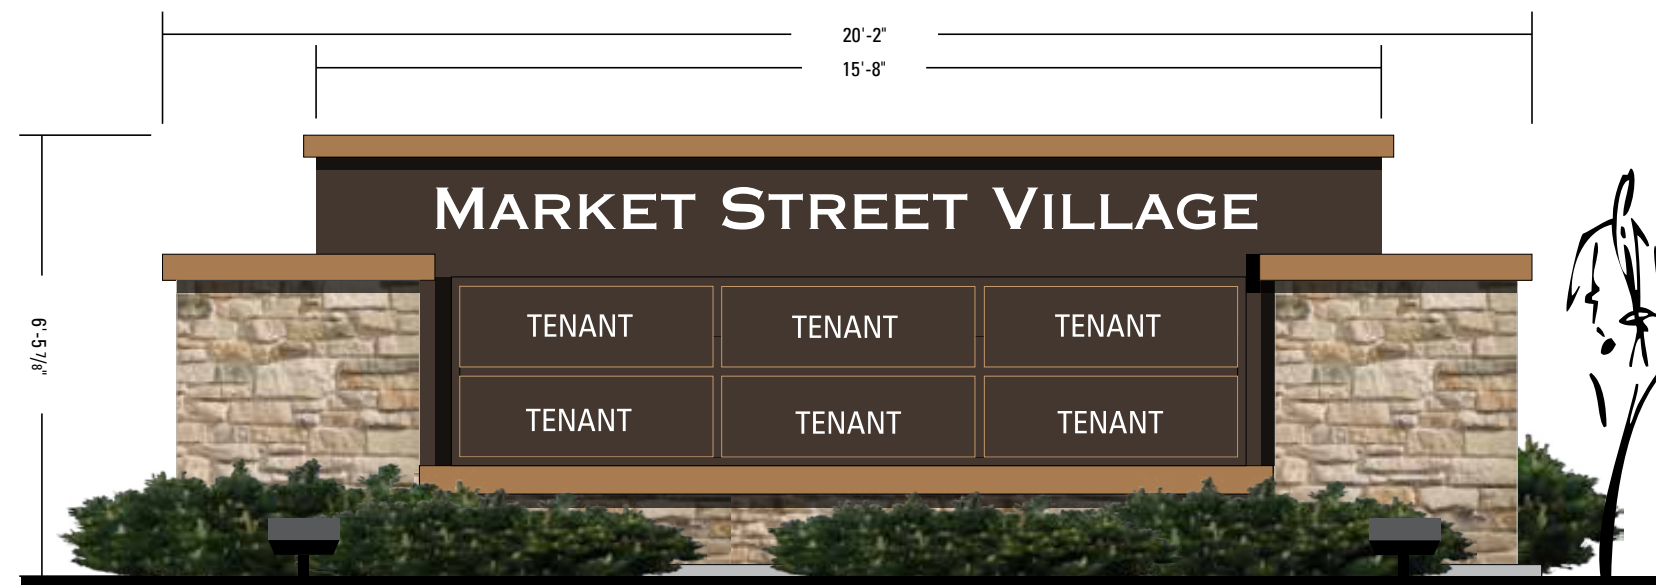 20'-2"
15'-8"
6'-5 7/8"
MARKET STREET VILLAGE
TENANT TENANT TENANT
TENANT TENANT TENANT